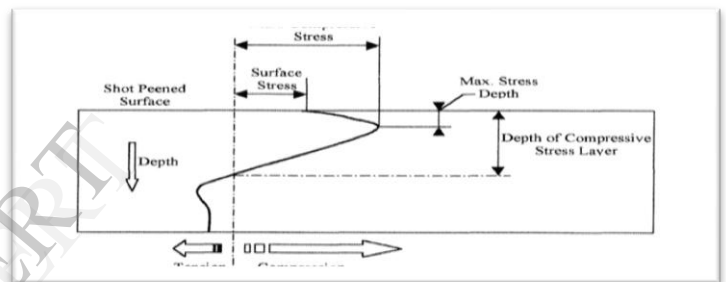 Stress
Surface
Stress
Max. Stress
Depth
Shot Peened
Surface
Depth of Compressive
Stress Layer
Depth